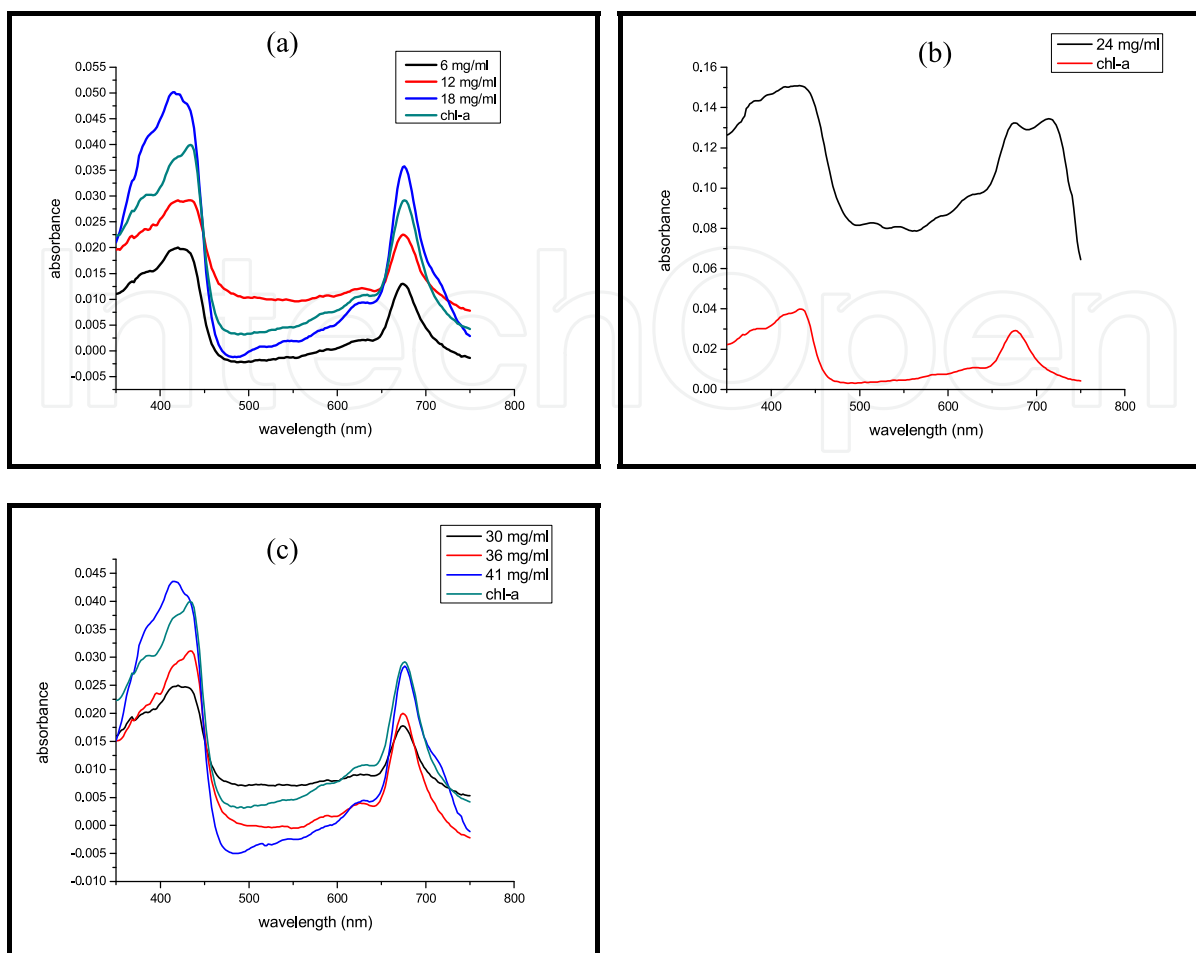 (a)
6 mg/ml
12 mg/ml
18 mg/ml
chl-a
0.055
0.050
0.045
0.040
0.035
0.030
0.025
0.020
0.015
0.010
0.005
0.000
-0.005
absorbance
400 500 600 700 800
wavelength (nm)
(b)
24 mg/ml
chl-a
0.16
0.14
0.12
0.10
0.08
0.06
0.04
0.02
0.00
absorbance
400 500 600 700 800
wavelength (nm)
(c)
30 mg/ml
36 mg/ml
41 mg/ml
chl-a
0.045
0.040
0.035
0.030
0.025
0.020
0.015
0.010
0.005
0.000
-0.005
-0.010
absorbance
400 500 600 700 800
wavelength (nm)
IntechOpen